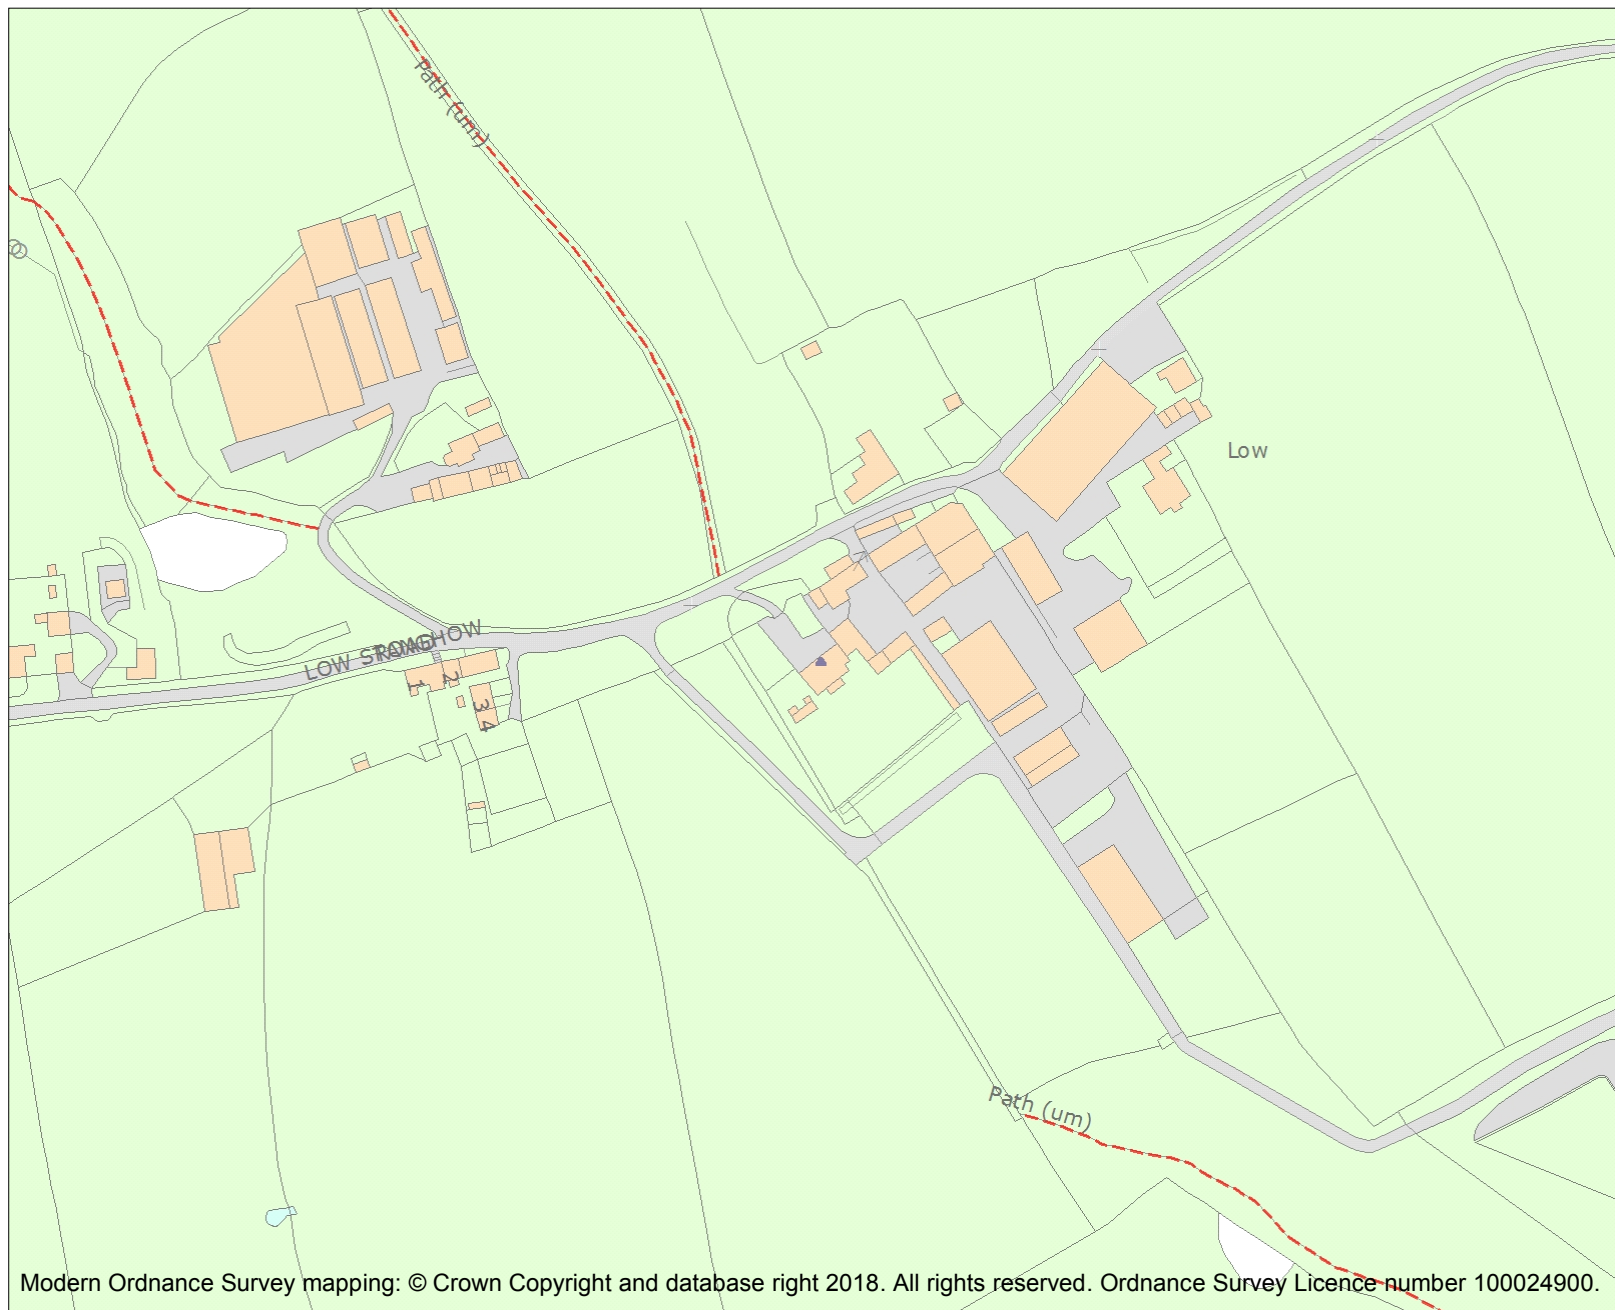 Path (um)
Low
LOW STANGHOW
ROAD
1
2
3
4
Path (um)
Modern Ordnance Survey mapping: © Crown Copyright and database right 2018. All rights reserved. Ordnance Survey Licence number 100024900.